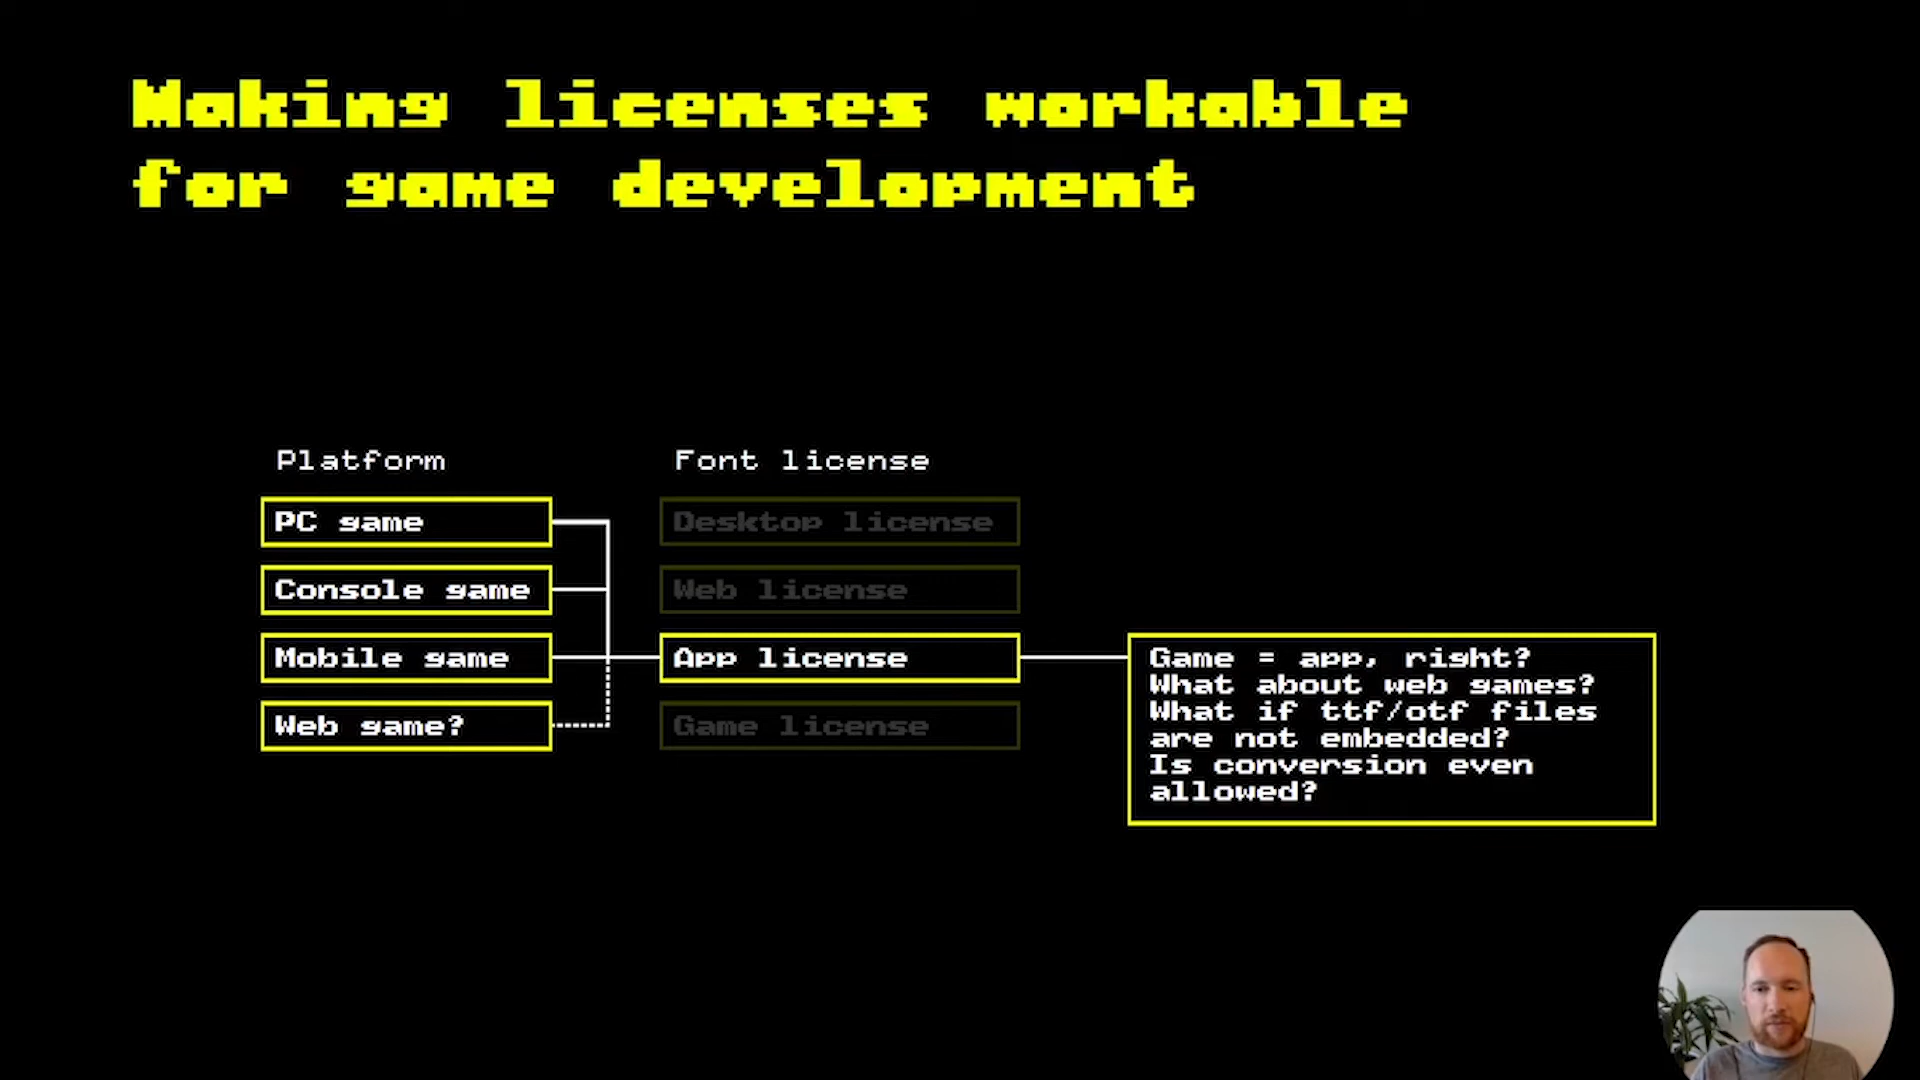 Making licenses workable
for game development
Platform
Font license
PC game
Desktop license
Console game
Web license
Mobile game
App license
Web game?
Game license
Game = app, right?
What about web games?
What if ttf/otf files
are not embedded?
Is conversion even
allowed?